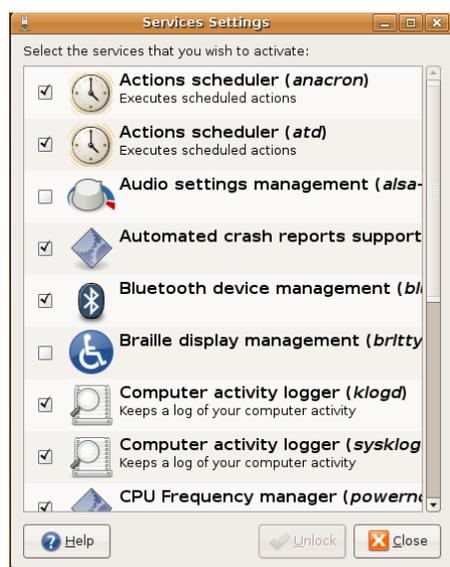 Services Settings
Select the services that you wish to activate:
Actions scheduler (anacron)
Executes scheduled actions
Actions scheduler (atd)
Executes scheduled actions
Audio settings management (alsa-
Automated crash reports support
Bluetooth device management (bl
Braille display management (brltty
Computer activity logger (klogd)
Keeps a log of your computer activity
Computer activity logger (sysklog
Keeps a log of your computer activity
CPU Frequency manager (powern
Help
Unlock
Close